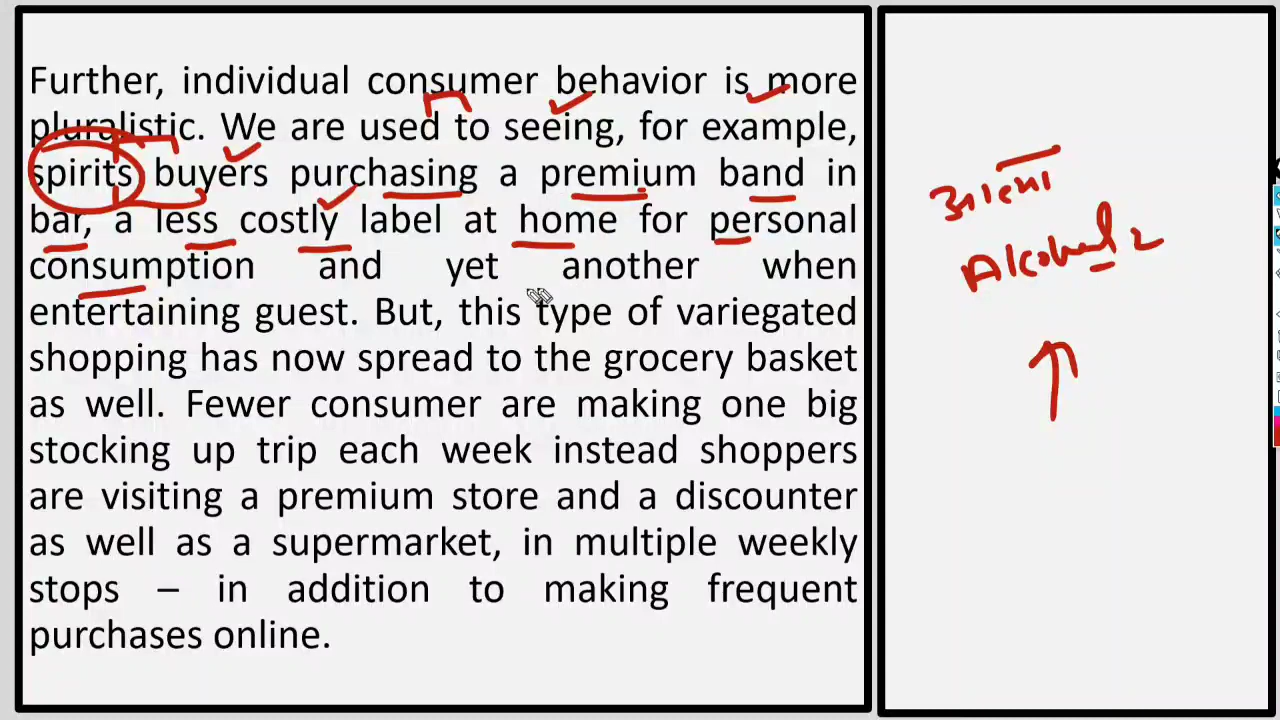 Further, individual consumer behavior is more
pluralistic. We are used to seeing, for example,
spirits buyers purchasing a premium band in
bar, a less costly label at home for personal
consumption and yet another when
entertaining guest. But, this type of variegated
shopping has now spread to the grocery basket
as well. Fewer consumer are making one big
stocking up trip each week instead shoppers
are visiting a premium store and a discounter
as well as a supermarket, in multiple weekly
stops – in addition to making frequent
purchases online.